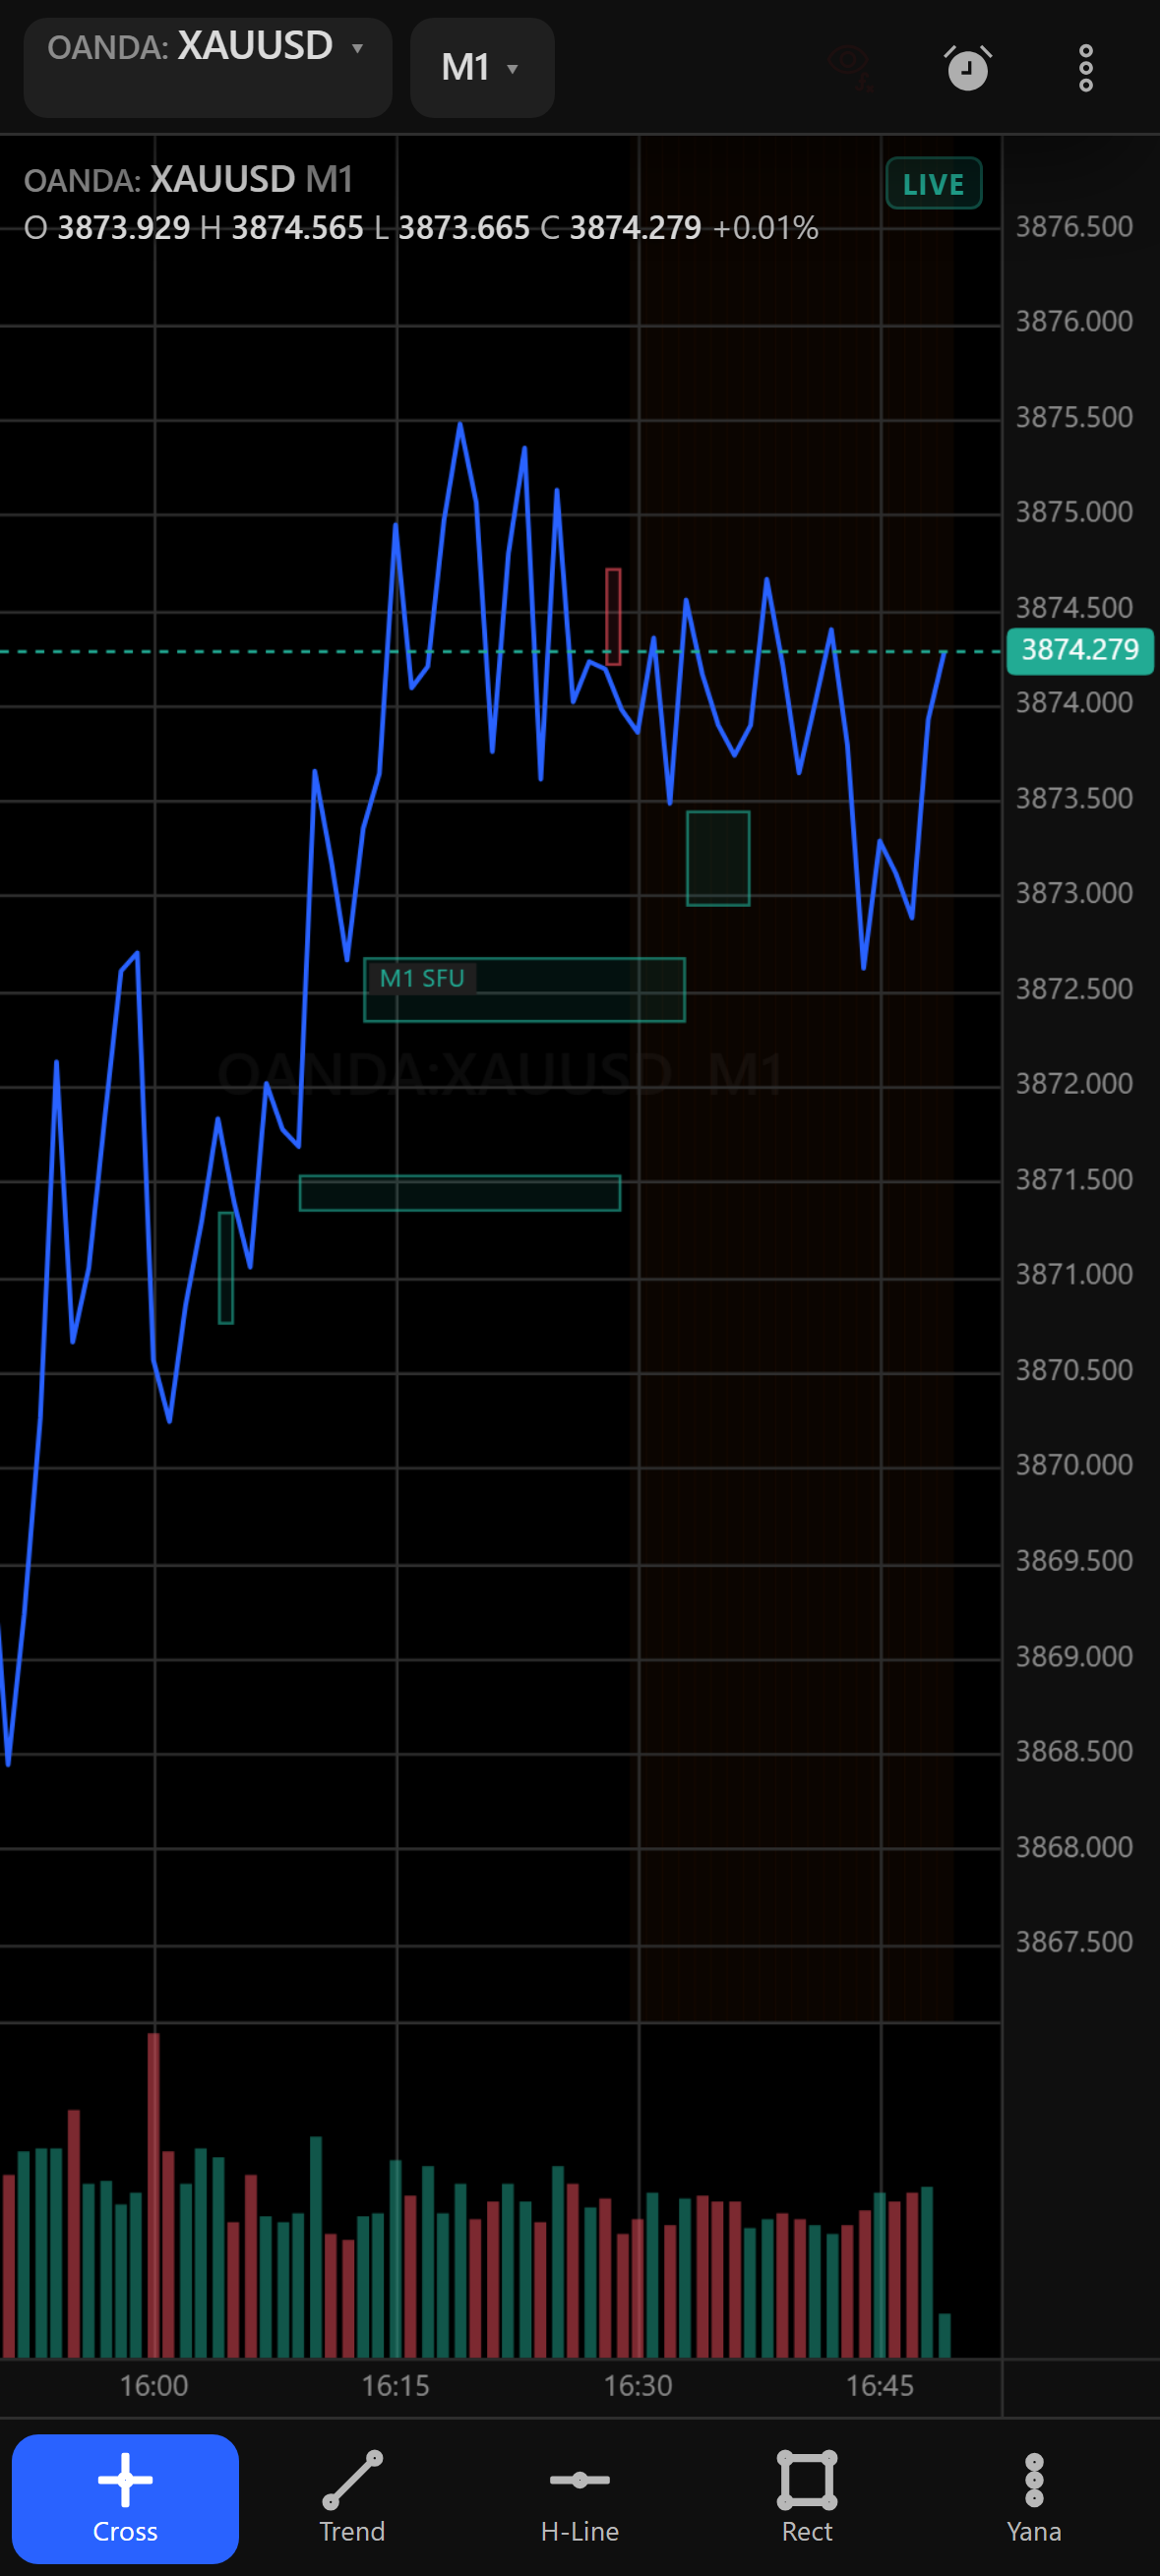 OANDA: XAUUSD ▼ M1 ▼
OANDA: XAUUSD M1
LIVE
O 3873.929 H 3874.565 L 3873.665 C 3874.279 +0.01%
3876.500
3876.000
3875.500
3875.000
3874.500
3874.279
3874.000
3873.500
3873.000
M1 SFU
3872.500
OANDA:XAUUSD M1
3872.000
3871.500
3871.000
3870.500
3870.000
3869.500
3869.000
3868.500
3868.000
3867.500
16:00 16:15 16:30 16:45
Cross Trend H-Line Rect Yana